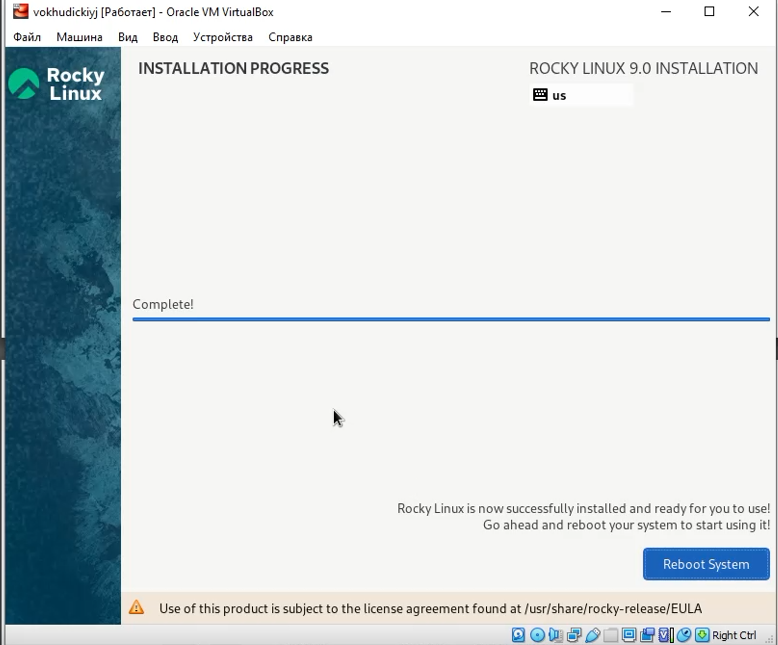 vokhudickiyj [Работает] - Oracle VM VirtualBox
Файл Машина Вид Ввод Устройства Справка
Rocky
Linux
INSTALLATION PROGRESS
ROCKY LINUX 9.0 INSTALLATION
us
Complete!
Rocky Linux is now successfully installed and ready for you to use!
Go ahead and reboot your system to start using it!
Reboot System
Use of this product is subject to the license agreement found at /usr/share/rocky-release/EULA
Right Ctrl